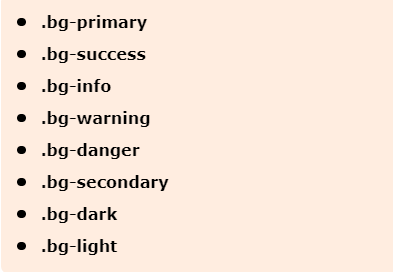 .bg-primary
.bg-success
.bg-info
.bg-warning
.bg-danger
.bg-secondary
.bg-dark
.bg-light